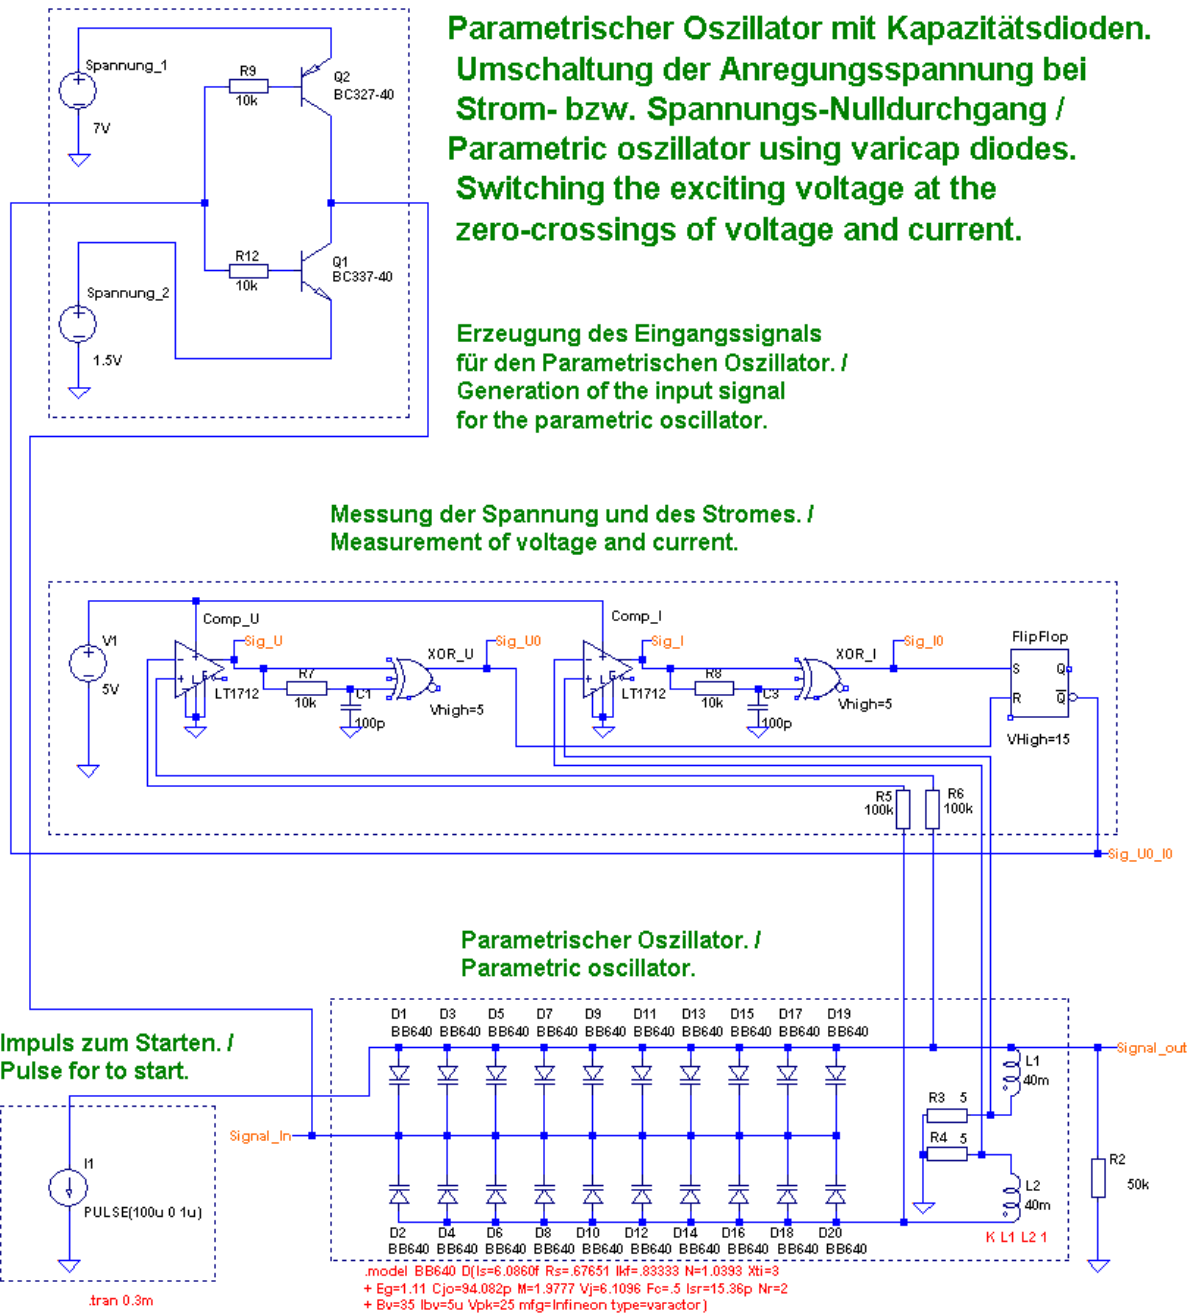 Parametrischer Oszillator mit Kapazitätsdioden.
Umschaltung der Anregungsspannung bei
Strom- bzw. Spannungs-Nulldurchgang /
Parametric oszillator using varicap diodes.
Switching the exciting voltage at the
zero-crossings of voltage and current.
Spannung_1
7V
R9
10k
Q2
BC327-40
R12
10k
Q1
BC337-40
Spannung_2
1.5V
Erzeugung des Eingangssignals
für den Parametrischen Oszillator. /
Generation of the input signal
for the parametric oscillator.
Messung der Spannung und des Stromes. /
Measurement of voltage and current.
V1
5V
Comp_U
LT1712
Sig_U
R7
10k
C1
100p
XOR_U
Vhigh=5
Sig_U0
Comp_I
LT1712
Sig_I
R8
10k
C3
100p
XOR_I
Vhigh=5
Sig_I0
FlipFlop
S Q
R Q
VHigh=15
R5
100k
R6
100k
Sig_U0_I0
Parametrischer Oszillator. /
Parametric oscillator.
Impuls zum Starten. /
Pulse for to start.
I1
PULSE(100u 0 1u)
.tran 0.3m
Signal_In
D1 D3 D5 D7 D9 D11 D13 D15 D17 D19
BB640 BB640 BB640 BB640 BB640 BB640 BB640 BB640 BB640 BB640
Signal_out
L1
40m
R3 5
R4 5
L2
40m
R2
50k
K L1 L2 1
D2 D4 D6 D8 D10 D12 D14 D16 D18 D20
BB640 BB640 BB640 BB640 BB640 BB640 BB640 BB640 BB640 BB640
.model BB640 D(Is=6.0860f Rs=.67651 Ikf=.83333 N=1.0393 Xti=3
+ Eg=1.11 Cjo=94.082p M=1.9777 Vj=6.1096 Fc=.5 Isr=15.36p Nr=2
+ Bv=35 Ibv=5u Vpk=25 mfg=Infineon type=varactor)